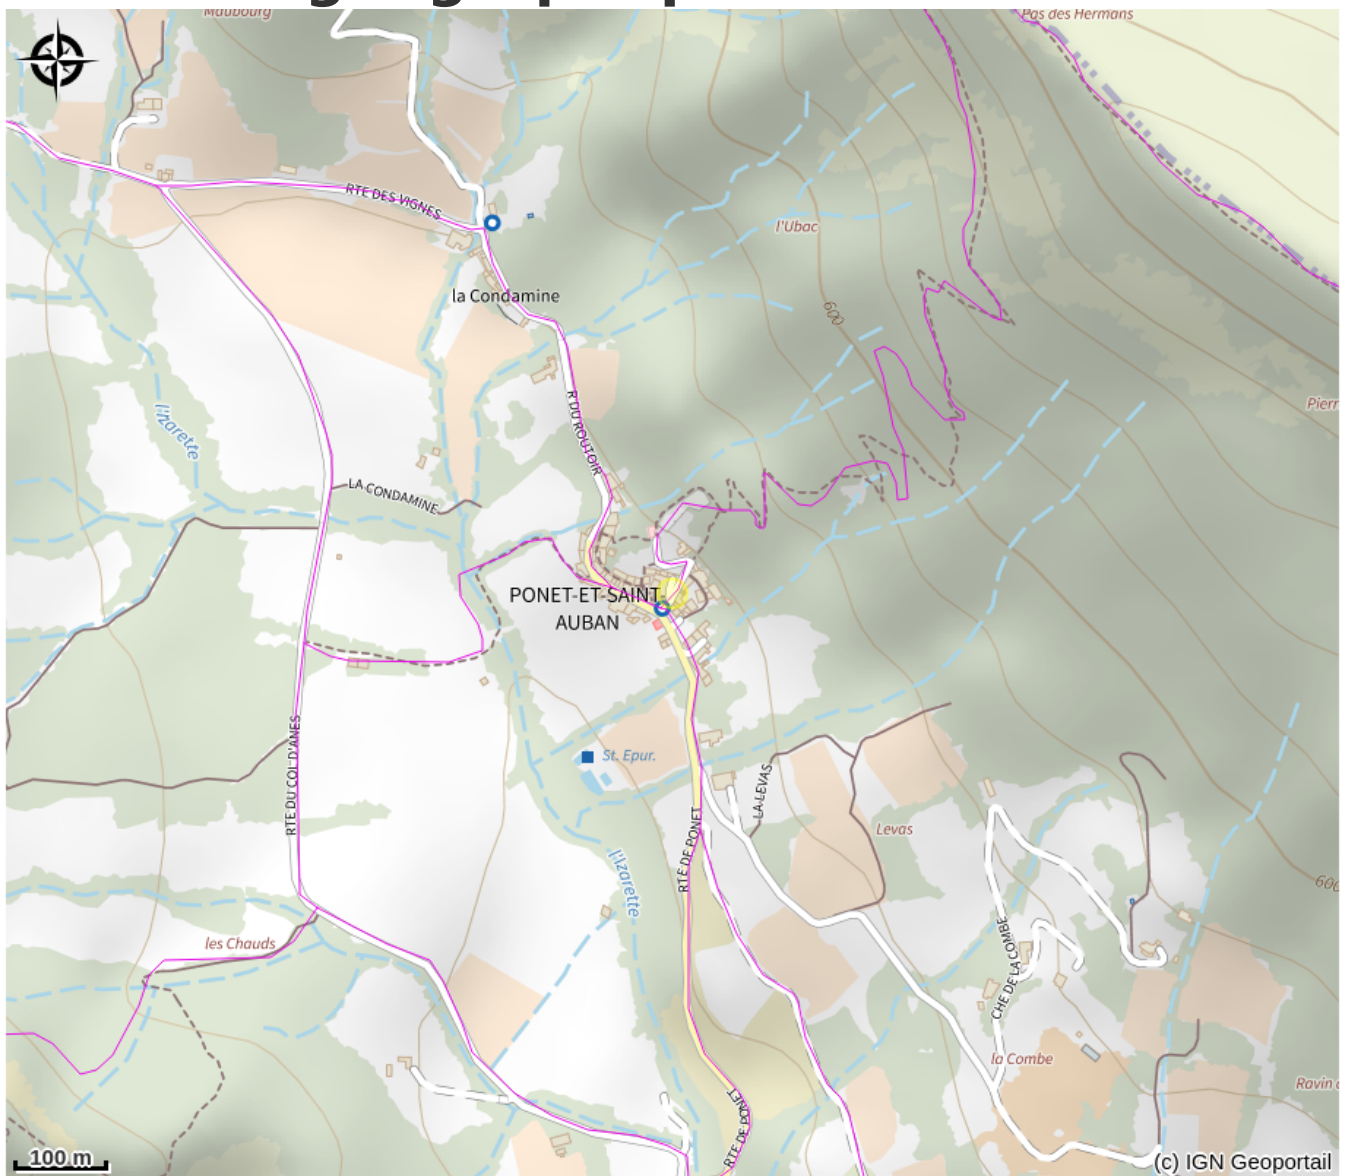 Maubourg
Pas des Hermans
RTE DES VIGNES
l'Ubac
la Condamine
600
l'Izarette
R DU ROUTOIR
LA CONDAMINE
PONET-ET-SAINT-
AUBAN
RTE DU COL D'ANES
St. Epur.
LA LEVAS
RTE DE PONET
Levas
l'Izarette
600
les Chauds
CHE DE LA COMBE
la Combe
Ravin
RTE DE PONET
100 m
(c) IGN Geoportail